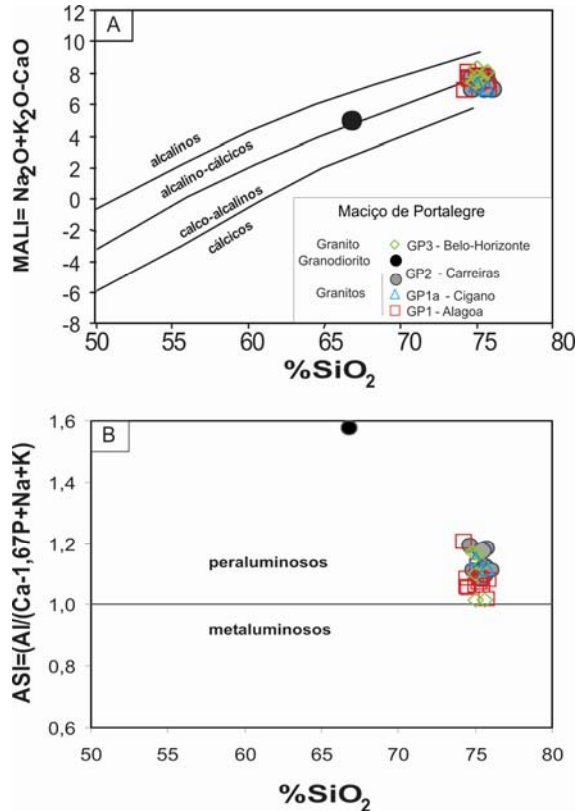 A
MALI= Na₂O+K₂O-CaO
12
10
8
6
4
2
0
-2
-4
-6
-8
alcalinos
alcalino-cálcicos
calco-alcalinos
cálcicos
Maciço de Portalegre
Granito GP3 - Belo-Horizonte
Granodiorito
GP2 - Carreiras
Granitos GP1a - Cigano
GP1 - Alagoa
50 55 60 65 70 75 80
%SiO₂
B
ASI=(Al/(Ca-1,67P+Na+K)
1,6
1,4
1,2
1,0
0,8
0,6
peraluminosos
metaluminosos
50 55 60 65 70 75 80
%SiO₂